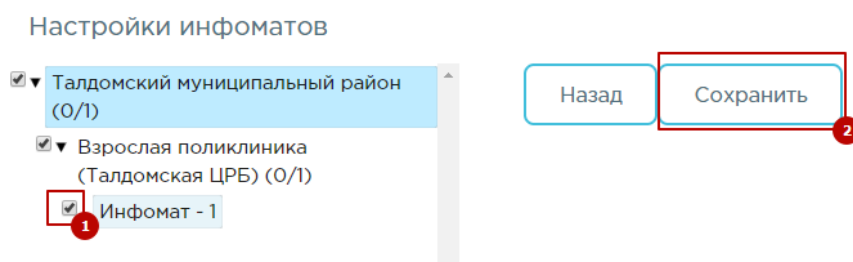 Настройки инфоматов
Талдомский муниципальный район
(0/1)
Назад
Сохранить
2
Взрослая поликлиника
(Талдомская ЦРБ) (0/1)
Инфомат - 1
1